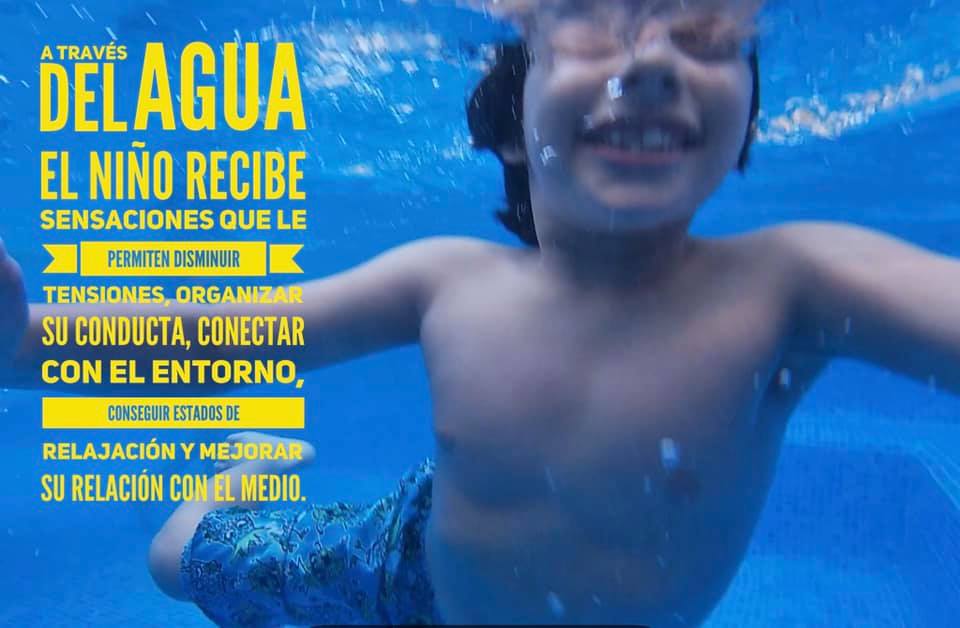 A TRAVÉS
DEL AGUA
EL NIÑO RECIBE
SENSACIONES QUE LE
PERMITEN DISMINUIR
TENSIONES, ORGANIZAR
SU CONDUCTA, CONECTAR
CON EL ENTORNO,
CONSEGUIR ESTADOS DE
RELAJACIÓN Y MEJORAR
SU RELACIÓN CON EL MEDIO.